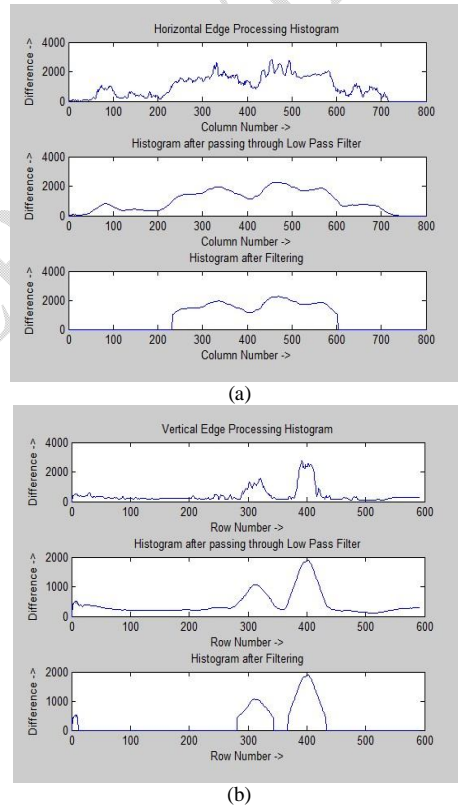 Horizontal Edge Processing Histogram
4000
2000
0
Difference ->
0 100 200 300 400 500 600 700 800
Column Number ->
Histogram after passing through Low Pass Filter
4000
2000
0
Difference ->
0 100 200 300 400 500 600 700 800
Column Number ->
Histogram after Filtering
4000
2000
0
Difference ->
0 100 200 300 400 500 600 700 800
Column Number ->
(a)
Vertical Edge Processing Histogram
4000
2000
0
Difference ->
0 100 200 300 400 500 600
Row Number ->
Histogram after passing through Low Pass Filter
2000
1000
0
Difference ->
0 100 200 300 400 500 600
Row Number ->
Histogram after Filtering
2000
1000
0
Difference ->
0 100 200 300 400 500 600
Row Number ->
(b)